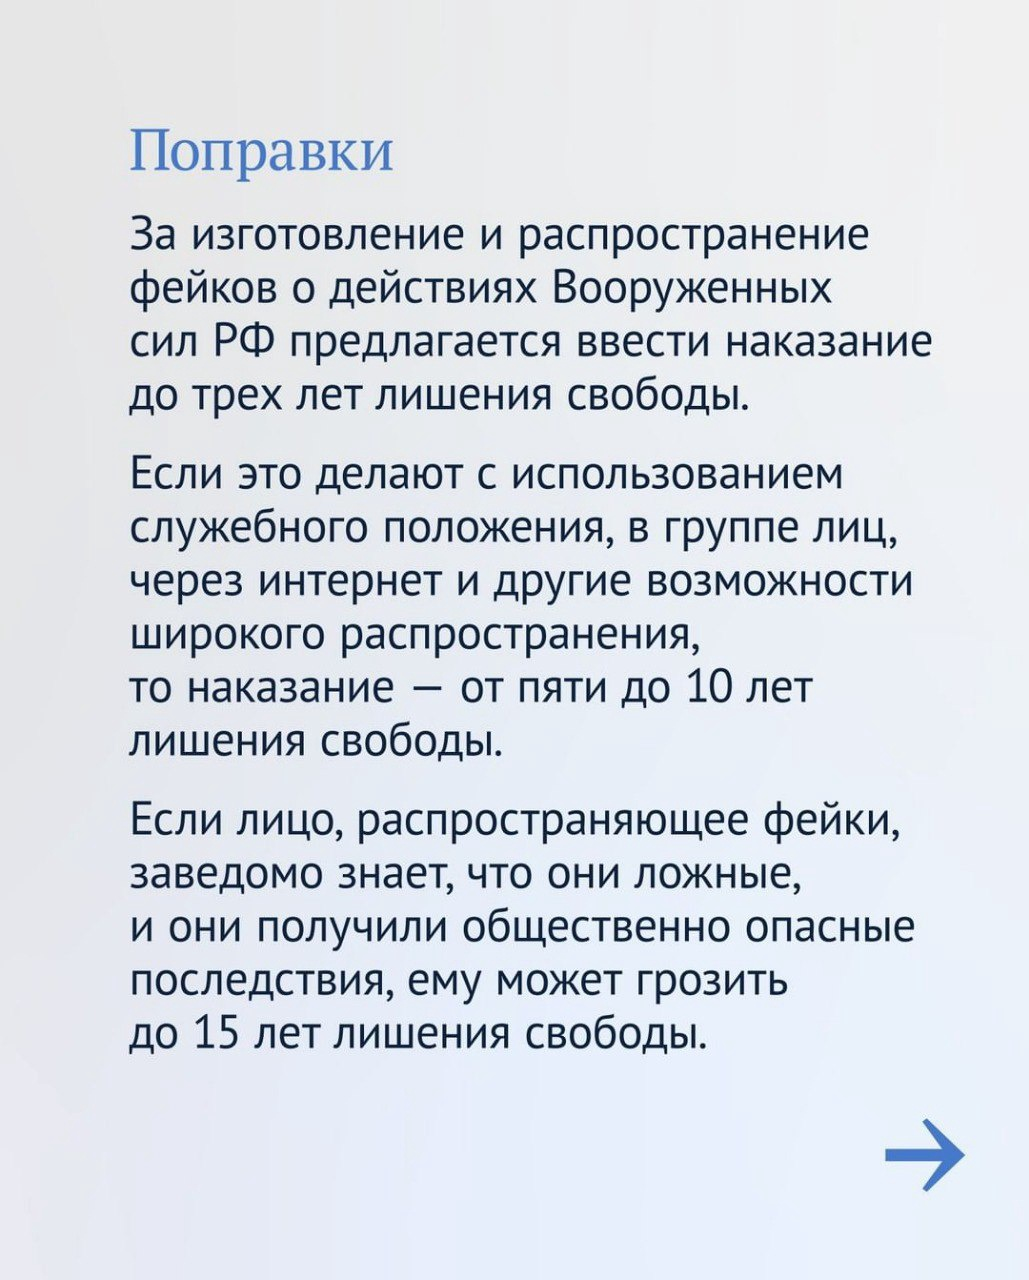 Поправки
За изготовление и распространение
фейков о действиях Вооруженных
сил РФ предлагается ввести наказание
до трех лет лишения свободы.
Если это делают с использованием
служебного положения, в группе лиц,
через интернет и другие возможности
широкого распространения,
то наказание — от пяти до 10 лет
лишения свободы.
Если лицо, распространяющее фейки,
заведомо знает, что они ложные,
и они получили общественно опасные
последствия, ему может грозить
до 15 лет лишения свободы.